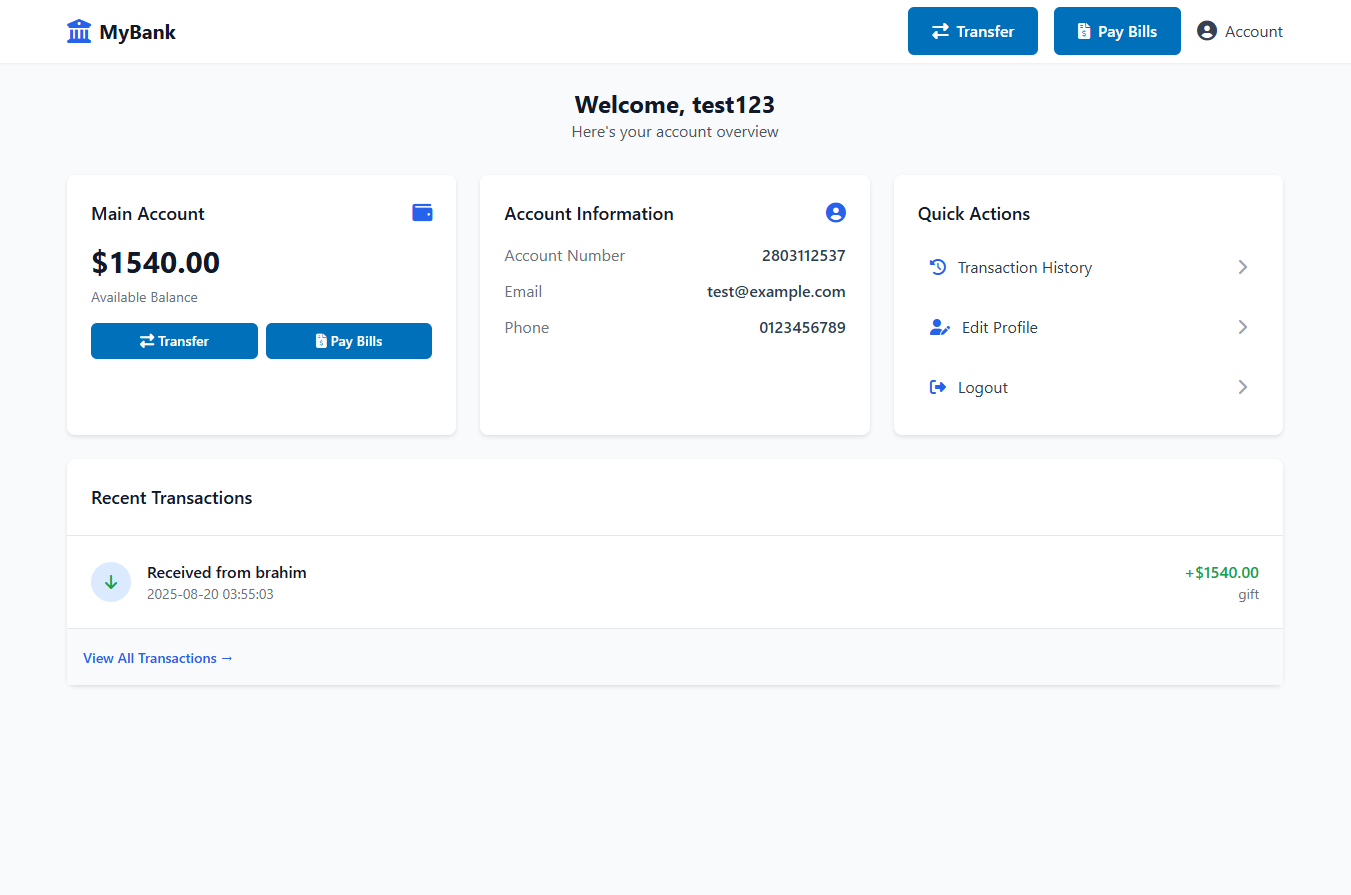 MyBank
Transfer
Pay Bills
Account
Welcome, test123
Here's your account overview
Main Account
$1540.00
Available Balance
Transfer
Pay Bills
Account Information
Account Number 2803112537
Email test@example.com
Phone 0123456789
Quick Actions
Transaction History
Edit Profile
Logout
Recent Transactions
Received from brahim +$1540.00
2025-08-20 03:55:03 gift
View All Transactions →